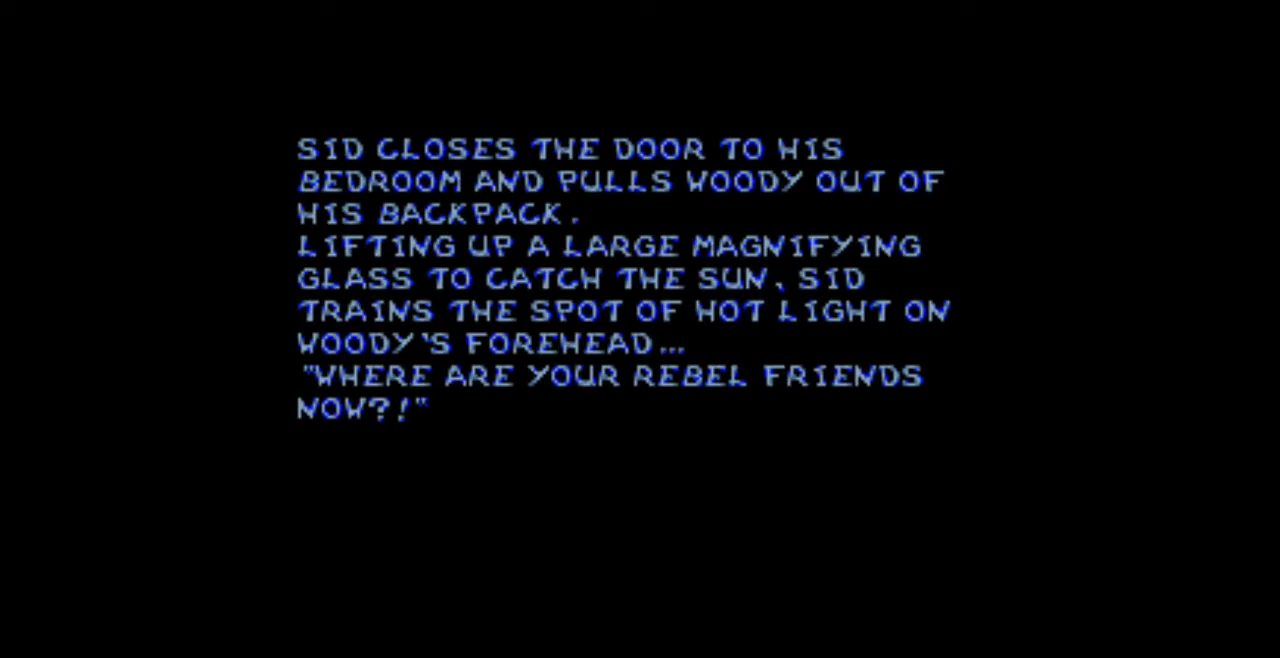 SID CLOSES THE DOOR TO HIS
BEDROOM AND PULLS WOODY OUT OF
HIS BACKPACK.
LIFTING UP A LARGE MAGNIFYING
GLASS TO CATCH THE SUN, SID
TRAINS THE SPOT OF HOT LIGHT ON
WOODY'S FOREHEAD...
"WHERE ARE YOUR REBEL FRIENDS
NOW?!"